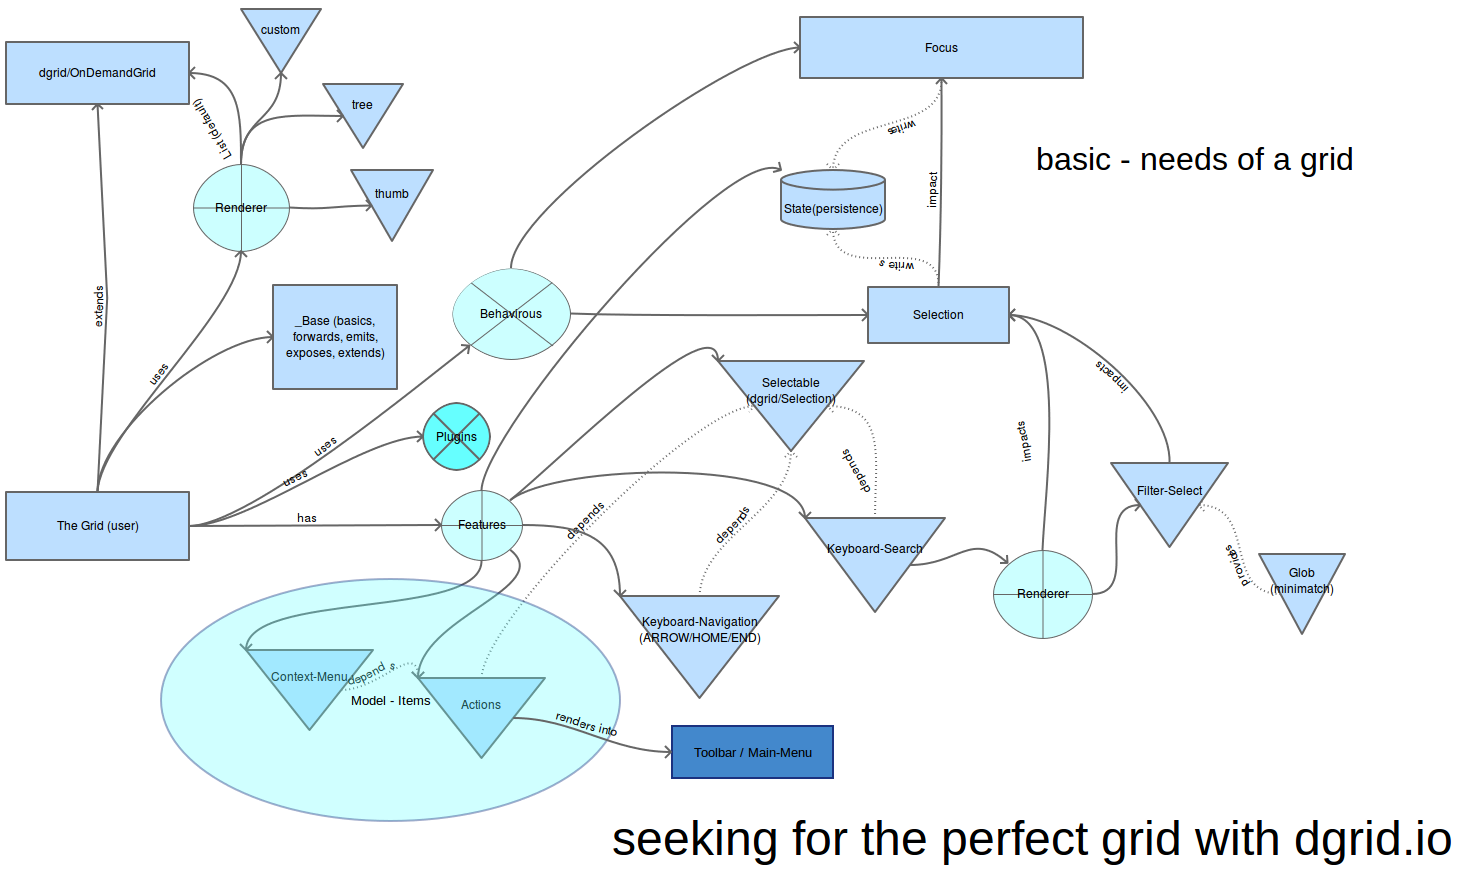 custom
dgrid/OnDemandGrid
Focus
tree
List(default)
writes
basic - needs of a grid
thumb
Renderer
State(persistence)
impact
write s
extends
_Base (basics,
forwards, emits,
exposes, extends)
Behavirous
Selection
uses
impacts
Selectable
(dgrid/Selection)
uses
Plugins
uses
impacts
depends
Filter-Select
has
The Grid (user)
Features
depends
depends
Keyboard-Search
provides
Glob
(minimatch)
Renderer
Keyboard-Navigation
(ARROW/HOME/END)
Context-Menu
depend s
Model - Items
Actions
renders into
Toolbar / Main-Menu
seeking for the perfect grid with dgrid.io